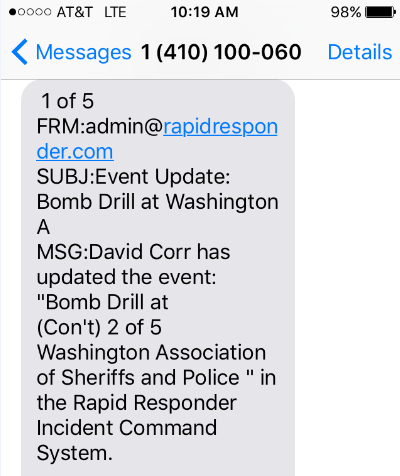 AT&T LTE 10:19 AM 98%
Messages 1 (410) 100-060 Details
1 of 5
FRM:admin@rapidrespon
der.com
SUBJ:Event Update:
Bomb Drill at Washington
A
MSG:David Corr has
updated the event:
"Bomb Drill at
(Con't) 2 of 5
Washington Association
of Sheriffs and Police " in
the Rapid Responder
Incident Command
System.